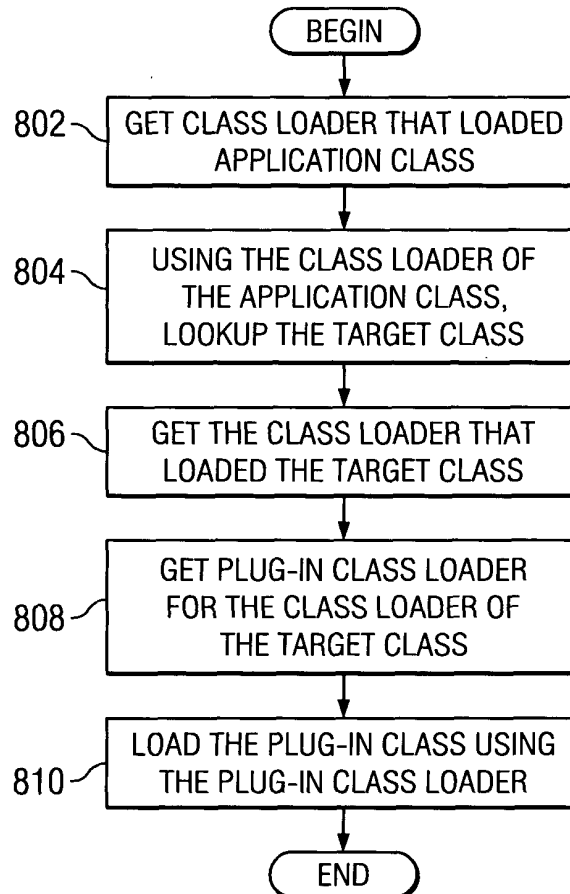 BEGIN
802
GET CLASS LOADER THAT LOADED
APPLICATION CLASS
804
USING THE CLASS LOADER OF
THE APPLICATION CLASS,
LOOKUP THE TARGET CLASS
806
GET THE CLASS LOADER THAT
LOADED THE TARGET CLASS
808
GET PLUG-IN CLASS LOADER
FOR THE CLASS LOADER OF
THE TARGET CLASS
810
LOAD THE PLUG-IN CLASS USING
THE PLUG-IN CLASS LOADER
END